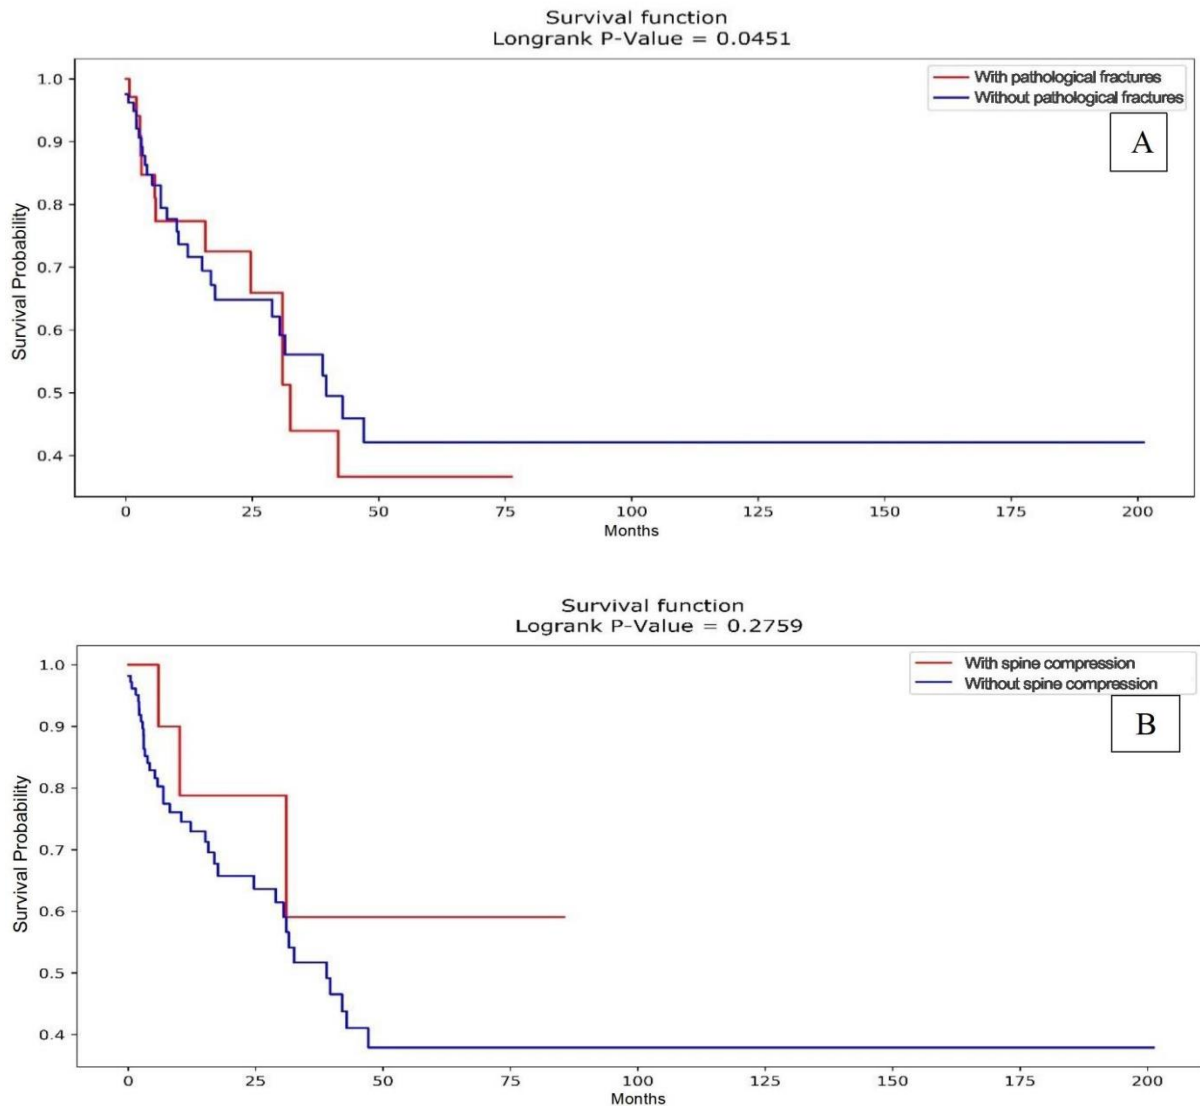 Survival function
Longrank P-Value = 0.0451
With pathological fractures
Without pathological fractures
A
1.0
0.9
0.8
0.7
0.6
0.5
0.4
Survival Probability
0 25 50 75 100 125 150 175 200
Months
Survival function
Logrank P-Value = 0.2759
With spine compression
Without spine compression
B
1.0
0.9
0.8
0.7
0.6
0.5
0.4
Survival Probability
0 25 50 75 100 125 150 175 200
Months